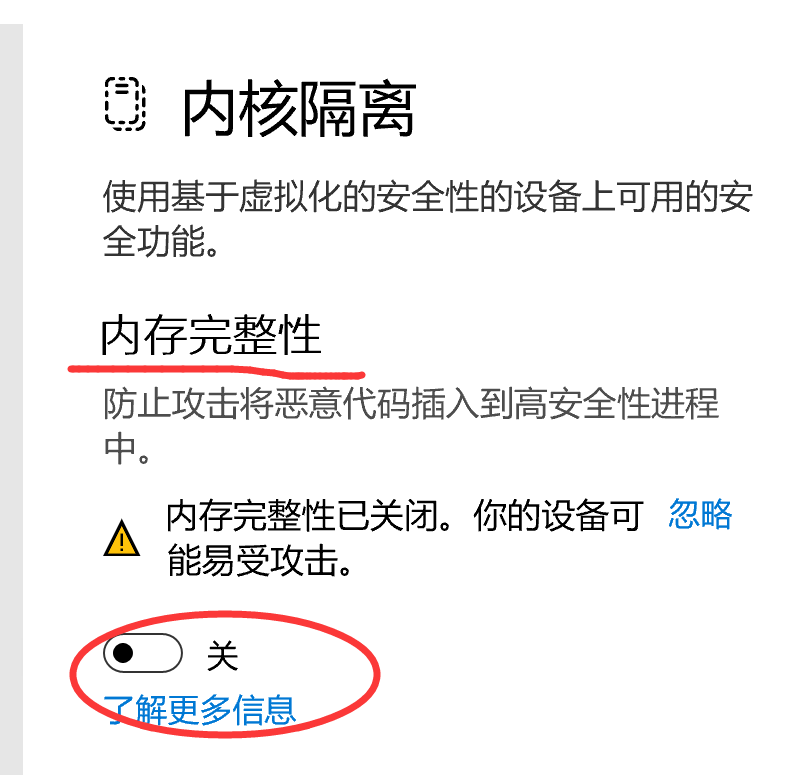 内核隔离
使用基于虚拟化的安全性的设备上可用的安
全功能。
内存完整性
防止攻击将恶意代码插入到高安全性进程
中。
内存完整性已关闭。你的设备可 忽略
能易受攻击。
关
了解更多信息